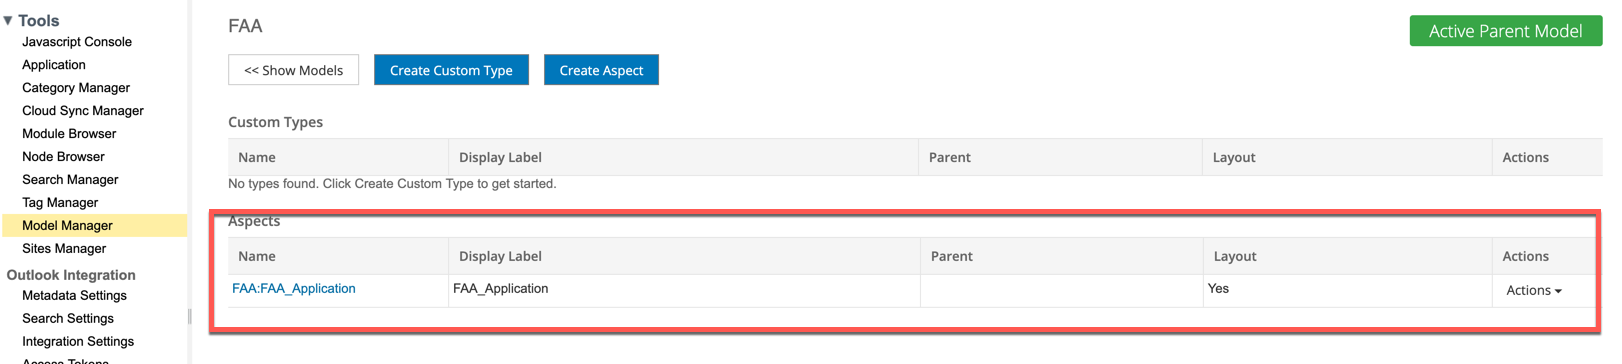 Tools
Javascript Console
Application
Category Manager
Cloud Sync Manager
Module Browser
Node Browser
Search Manager
Tag Manager
Model Manager
Sites Manager
Outlook Integration
Metadata Settings
Search Settings
Integration Settings
Access Tokens
FAA
Active Parent Model
<< Show Models
Create Custom Type
Create Aspect
Custom Types
Name Display Label Parent Layout Actions
No types found. Click Create Custom Type to get started.
Aspects
Name Display Label Parent Layout Actions
FAA:FAA_Application FAA_Application Yes Actions